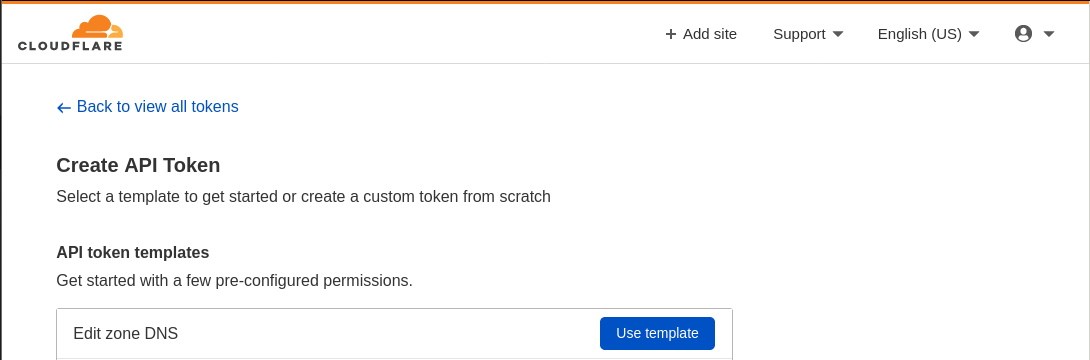 CLOUDFLARE
+ Add site Support English (US)
← Back to view all tokens
Create API Token
Select a template to get started or create a custom token from scratch
API token templates
Get started with a few pre-configured permissions.
Edit zone DNS Use template